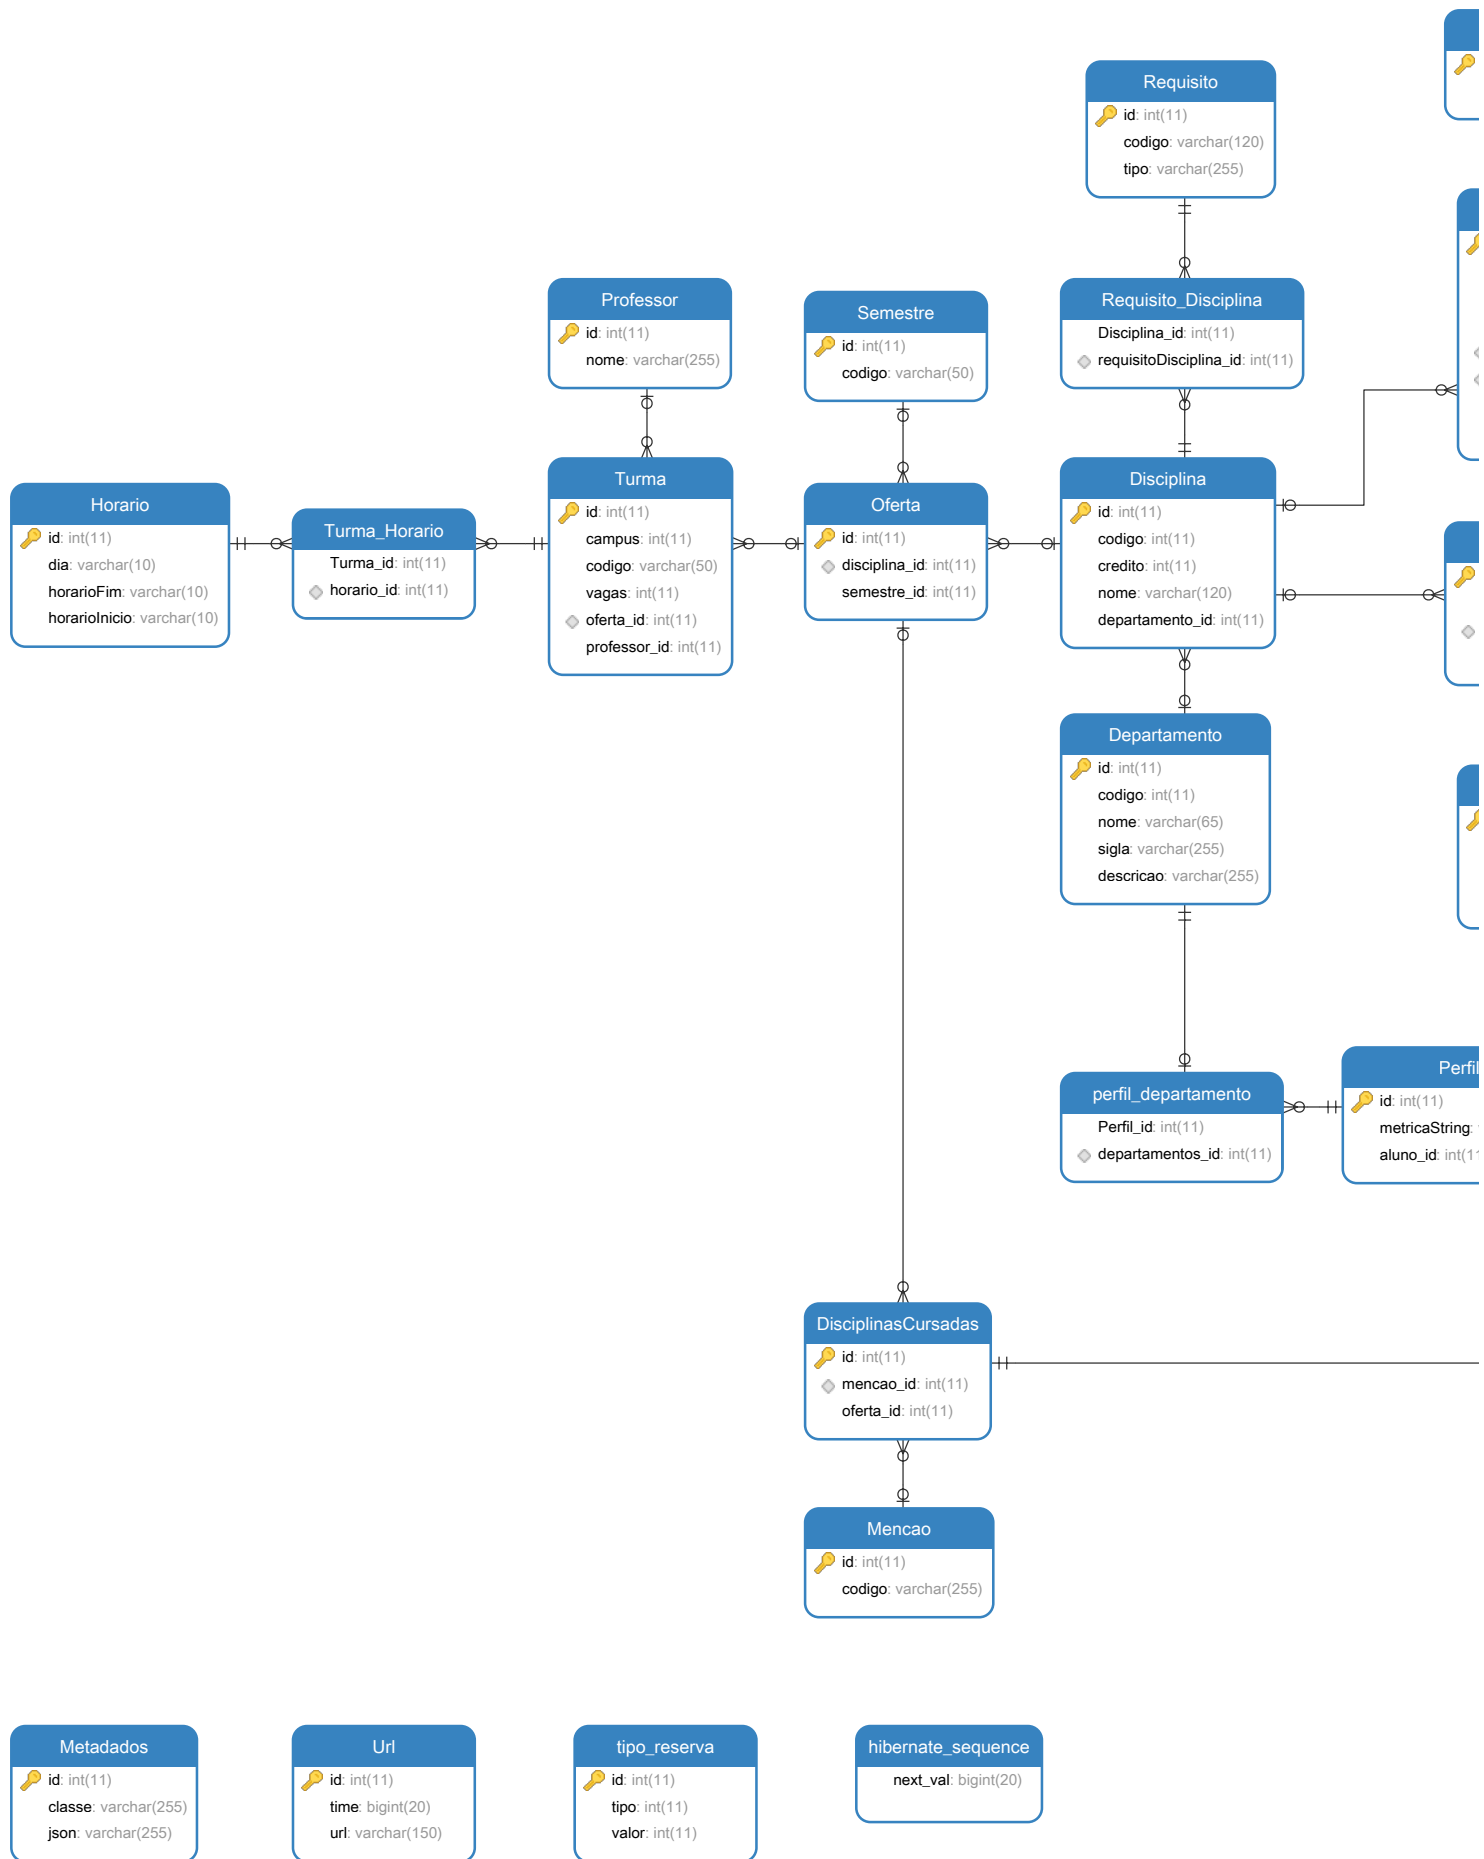 Requisito
id: int(11)
codigo: varchar(120)
tipo: varchar(255)
Professor
id: int(11)
nome: varchar(255)
Semestre
id: int(11)
codigo: varchar(50)
Requisito_Disciplina
Disciplina_id: int(11)
requisitoDisciplina_id: int(11)
Horario
id: int(11)
dia: varchar(10)
horarioFim: varchar(10)
horarioInicio: varchar(10)
Turma_Horario
Turma_id: int(11)
horario_id: int(11)
Turma
id: int(11)
campus: int(11)
codigo: varchar(50)
vagas: int(11)
oferta_id: int(11)
professor_id: int(11)
Oferta
id: int(11)
disciplina_id: int(11)
semestre_id: int(11)
Disciplina
id: int(11)
codigo: int(11)
credito: int(11)
nome: varchar(120)
departamento_id: int(11)
Departamento
id: int(11)
codigo: int(11)
nome: varchar(65)
sigla: varchar(255)
descricao: varchar(255)
perfil_departamento
Perfil_id: int(11)
departamentos_id: int(11)
Perfil
id: int(11)
metricaString:
aluno_id: int(11
DisciplinasCursadas
id: int(11)
mencao_id: int(11)
oferta_id: int(11)
Mencao
id: int(11)
codigo: varchar(255)
Metadados
id: int(11)
classe: varchar(255)
json: varchar(255)
Url
id: int(11)
time: bigint(20)
url: varchar(150)
tipo_reserva
id: int(11)
tipo: int(11)
valor: int(11)
hibernate_sequence
next_val: bigint(20)